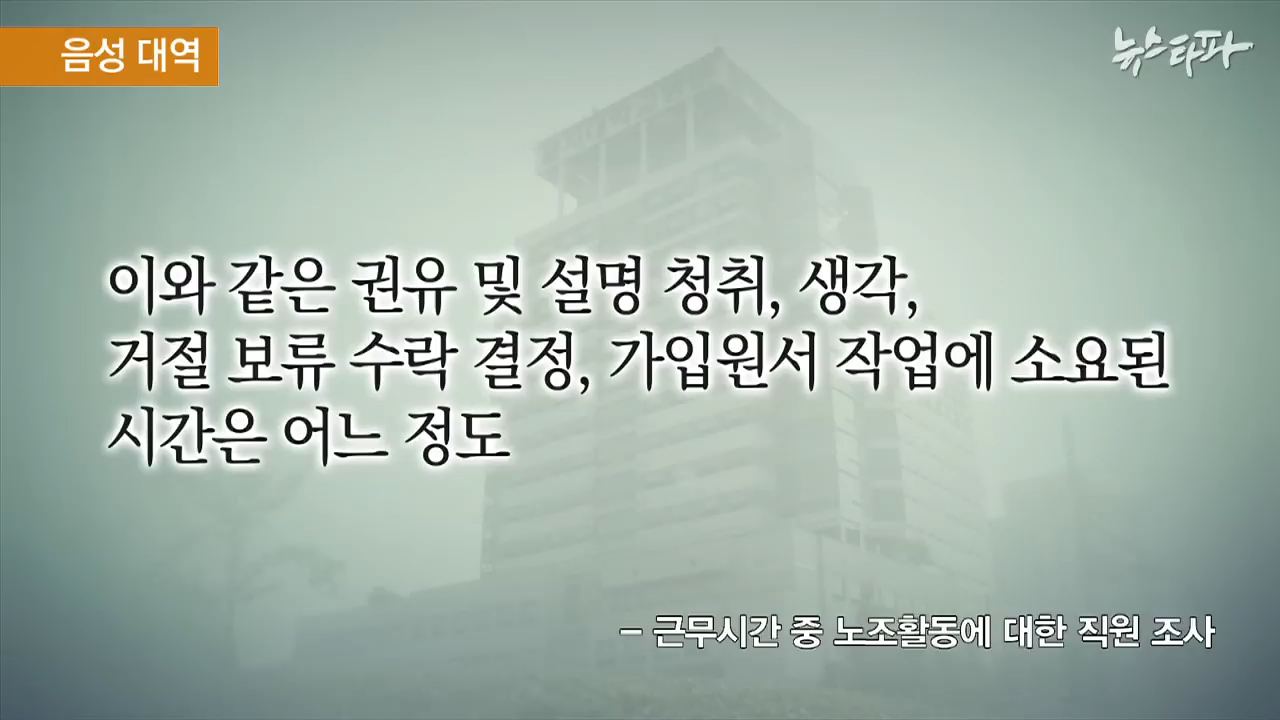 음성 대역
뉴스타파
이와 같은 권유 및 설명 청취, 생각,
거절 보류 수락 결정, 가입원서 작업에 소요된
시간은 어느 정도
- 근무시간 중 노조활동에 대한 직원 조사